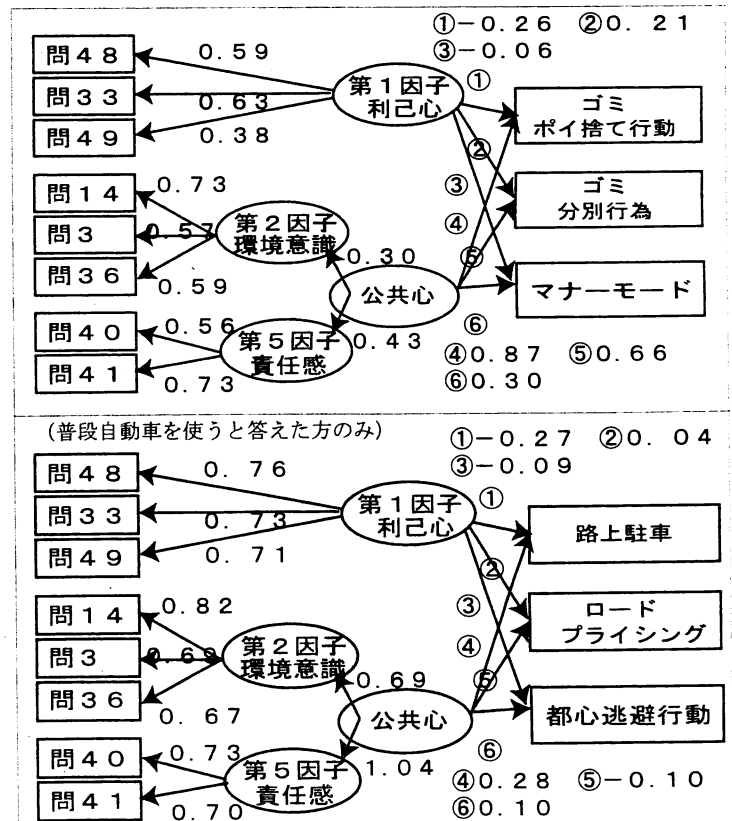 ①-0.26 ②0.21
③-0.06
問48
0.59
第1因子
利己心
①
問33
0.63
ゴミ
ポイ捨て行動
問49
0.38
②
問14
0.73
③
ゴミ
分別行為
問3
0.57
第2因子
環境意識
④
問36
0.59
0.30
⑤
公共心
マナーモード
問40
0.56
第5因子
責任感
0.43
⑥
問41
0.73
④0.87 ⑤0.66
⑥0.30
(普段自動車を使うと答えた方のみ)
①-0.27 ②0.04
③-0.09
問48
0.76
第1因子
利己心
①
問33
0.73
路上駐車
問49
0.71
②
問14
0.82
③
ロード
プライシング
問3
0.69
第2因子
環境意識
④
問36
0.67
0.69
⑤
公共心
都心逃避行動
問40
0.73
第5因子
責任感
1.04
⑥
問41
0.70
④0.28 ⑤-0.10
⑥0.10